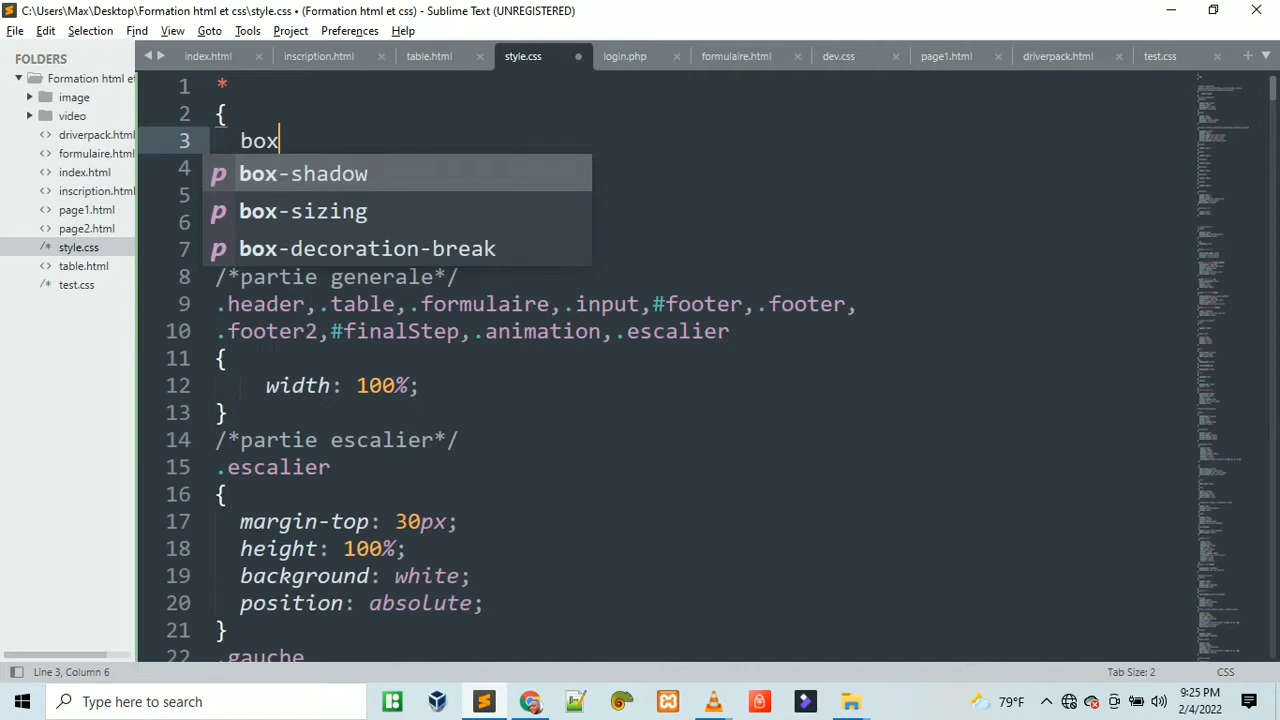 C:\Users\Max\Desktop\Formation html et css\style.css • (Formation html et css) - Sublime Text (UNREGISTERED)
File Edit Selection Find View Goto Tools Project Preferences Help
FOLDERS
Formation html et
image
video
driverpack.html
formulaire.html
index.html
inscription.html
page1.html
page2.html
style.css
table.html
test.css
index.html inscription.html table.html style.css login.php formulaire.html dev.css page1.html driverpack.html test.css
1 *
2 {
3 box
4
5
6
7
box-shadow
box-sizing
box-decoration-break
8 /*partie generale*/
9 .header,.table,.formulaire,.input,#footer,.footer,
10 .footer2,#finalStep,.animation,.escalier
11 {
12 width: 100%;
13 }
14 /*partie escalier*/
15 .escalier
16 {
17 margin-top: 30px;
18 height: 100%;
19 background: white;
20 position: absolute;
21 }
22 .gauche
Line 3, Column 6 Tab Size: 2 CSS
Type here to search 79°F 9:25 PM
2/4/2022